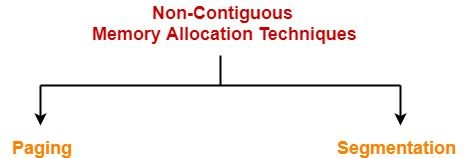 Non-Contiguous
Memory Allocation Techniques
Paging
Segmentation